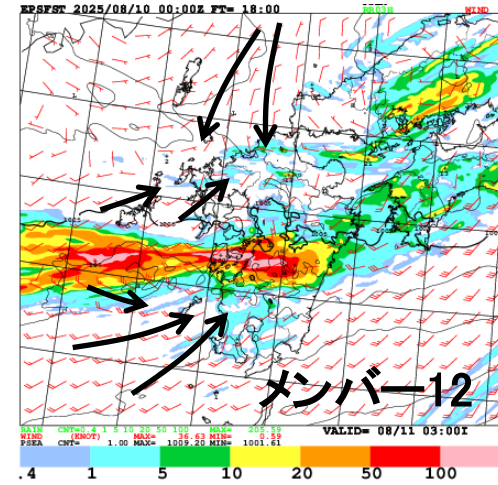 EPSFST 2025/08/10 00:00Z FT= 18:00
RR03H WIND
メンバー12
RAIN CNT=0.4 1 5 10 20 50 100 MAX= 205.59
WIND (KNOT) MAX= 36.63 MIN= 0.59
PSEA CNT= 1.00 MAX= 1009.20 MIN= 1001.61
VALID= 08/11 03:00I
.4 1 5 10 20 50 100